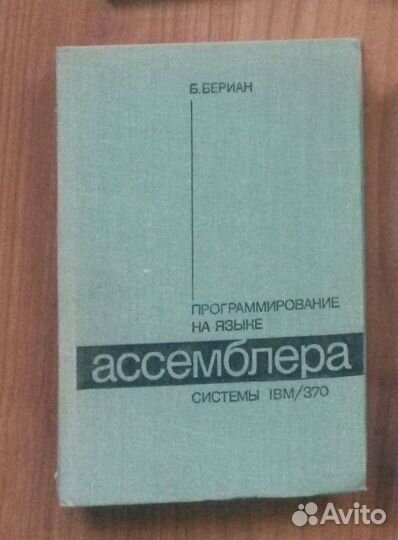 Б.БЕРИАН
ПРОГРАММИРОВАНИЕ
НА ЯЗЫКЕ
ассемблера
СИСТЕМЫ IBM/370
Avito